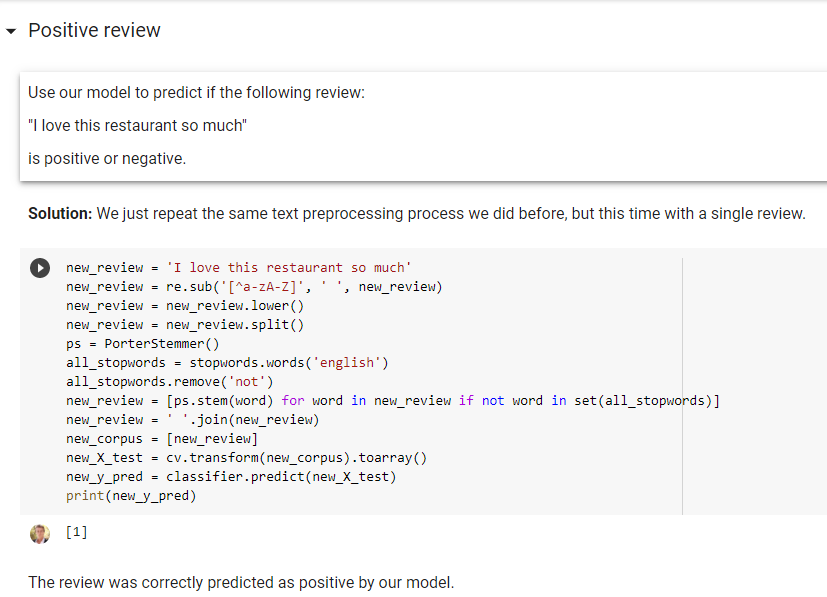 Positive review
Use our model to predict if the following review:
"I love this restaurant so much"
is positive or negative.
Solution: We just repeat the same text preprocessing process we did before, but this time with a single review.
new_review = 'I love this restaurant so much'
new_review = re.sub('[^a-zA-Z]', ' ', new_review)
new_review = new_review.lower()
new_review = new_review.split()
ps = PorterStemmer()
all_stopwords = stopwords.words('english')
all_stopwords.remove('not')
new_review = [ps.stem(word) for word in new_review if not word in set(all_stopwords)]
new_review = ' '.join(new_review)
new_corpus = [new_review]
new_X_test = cv.transform(new_corpus).toarray()
new_y_pred = classifier.predict(new_X_test)
print(new_y_pred)
[1]
The review was correctly predicted as positive by our model.